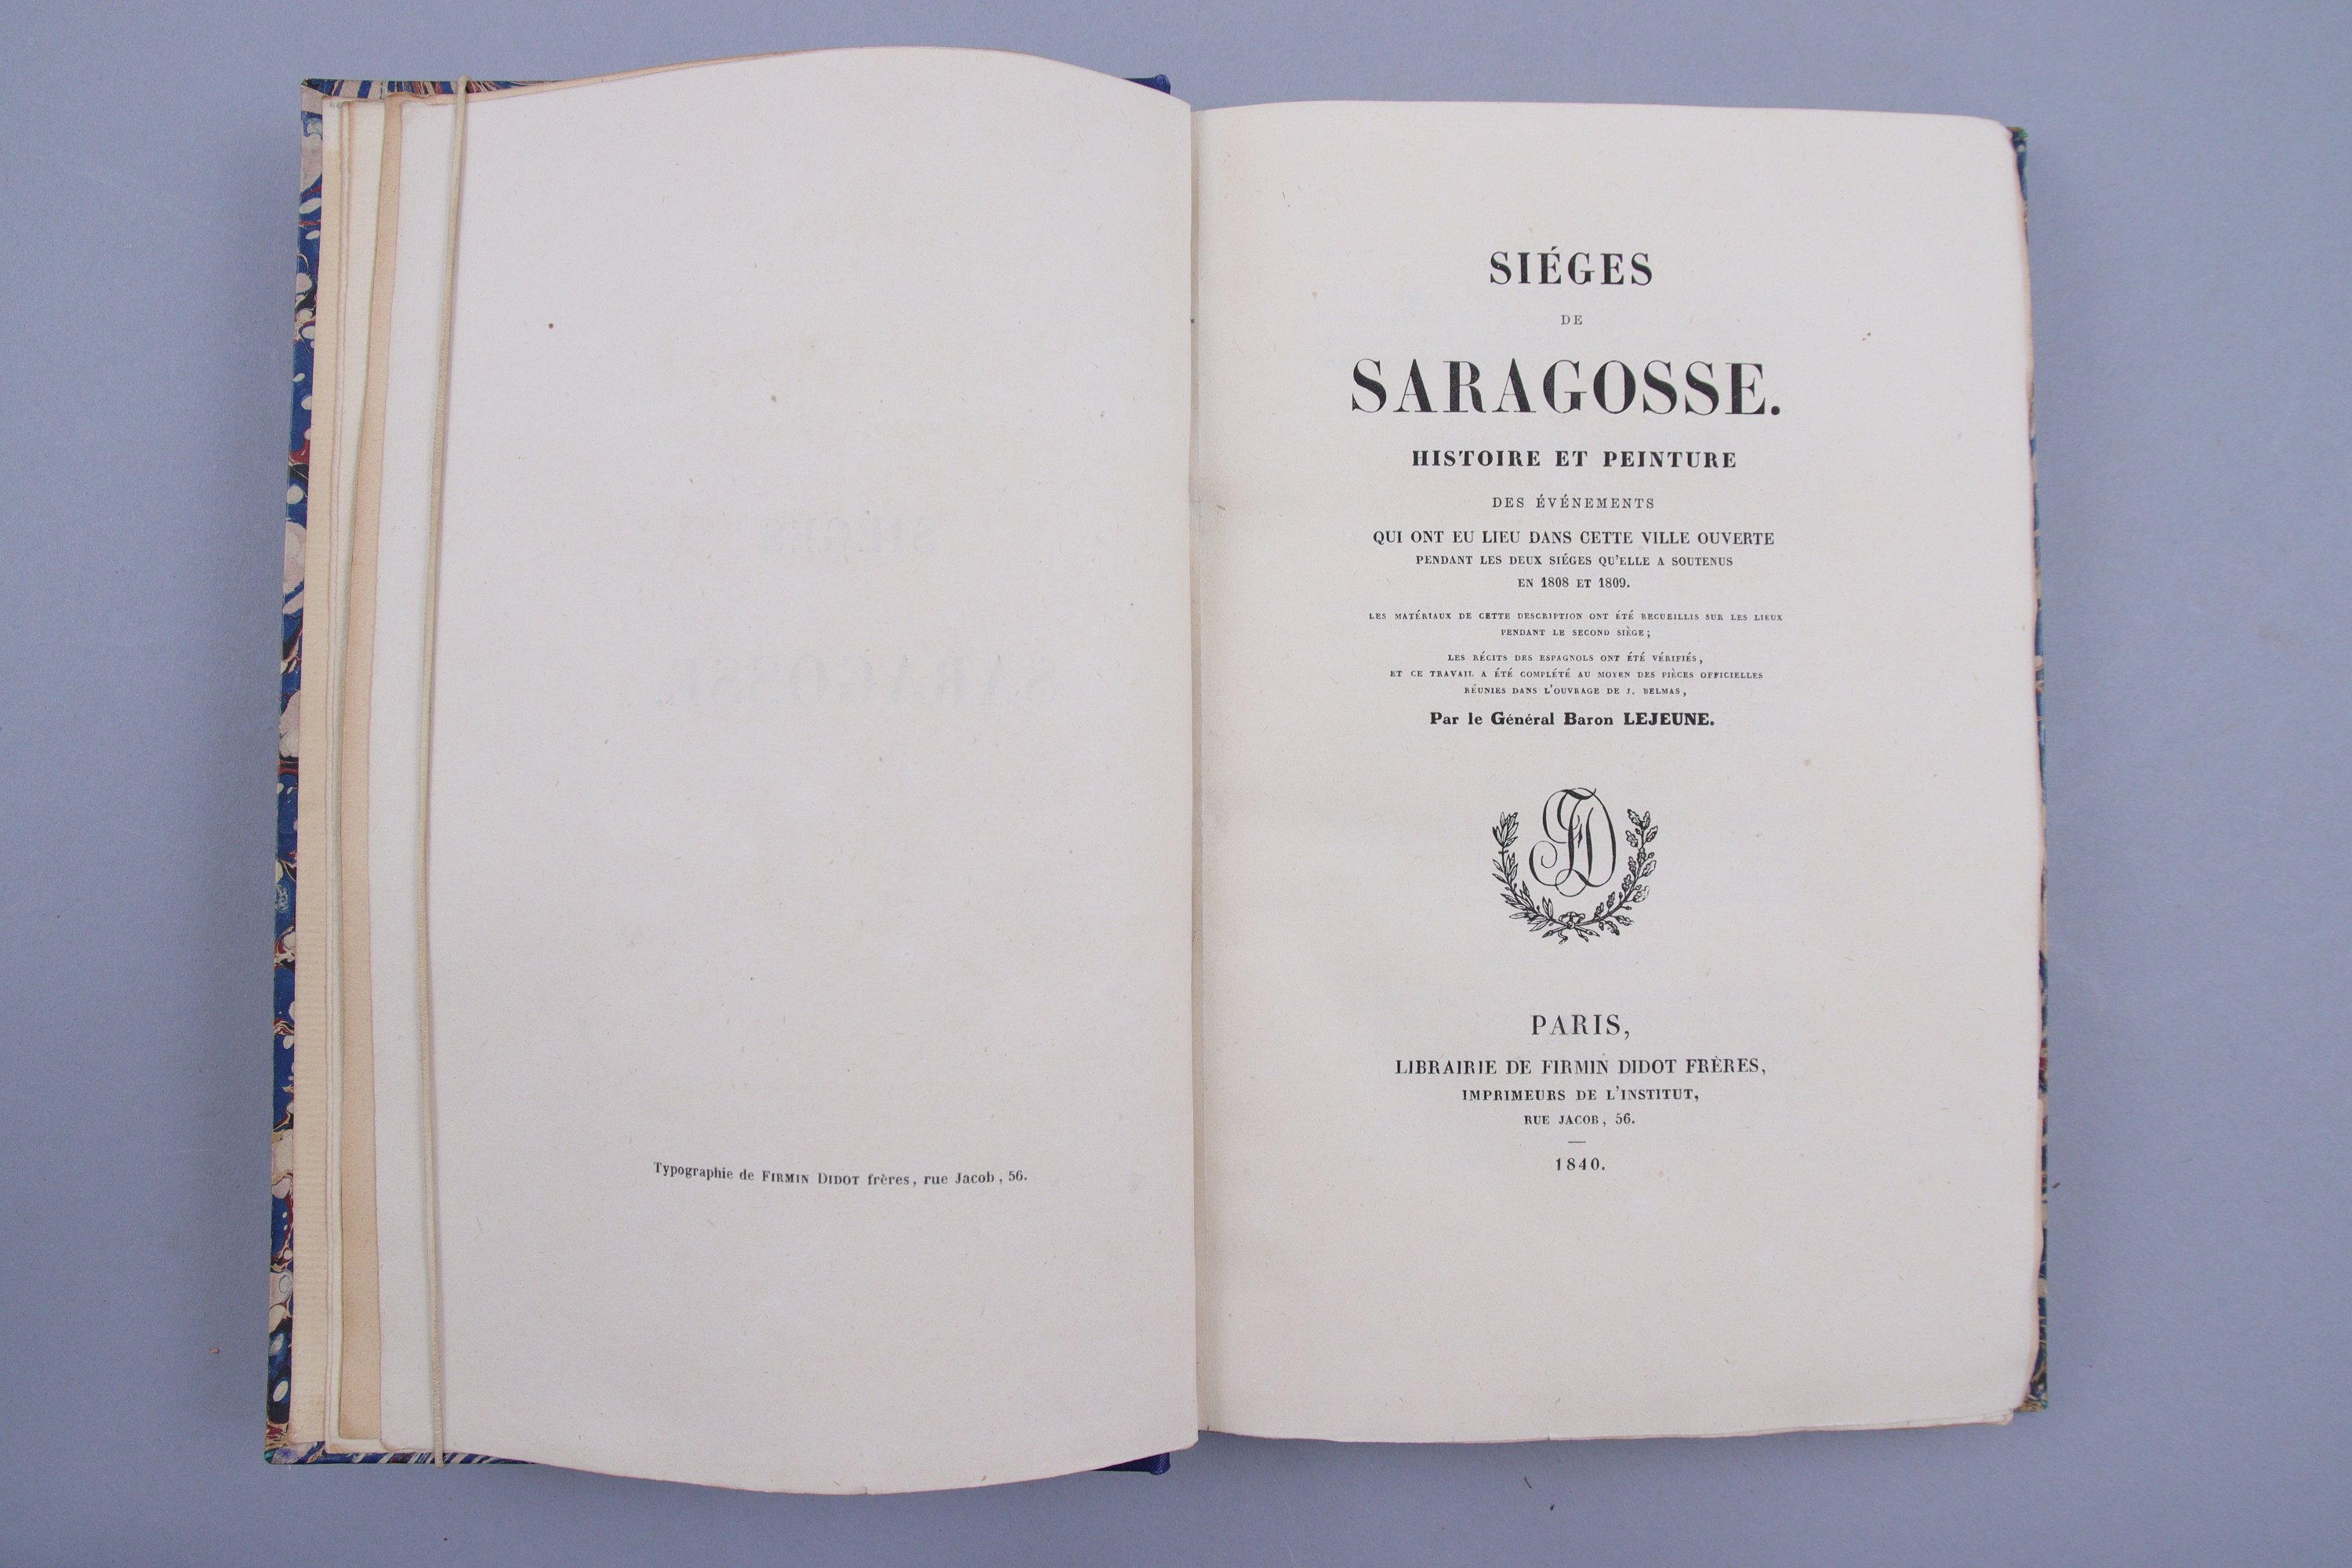 Typographie de FIRMIN DIDOT frères, rue Jacob, 56.
SIÉGES
DE
SARAGOSSE.
HISTOIRE ET PEINTURE
DES ÉVÉNEMENTS
QUI ONT EU LIEU DANS CETTE VILLE OUVERTE
PENDANT LES DEUX SIÉGES QU'ELLE A SOUTENUS
EN 1808 ET 1809.
LES MATÉRIAUX DE CETTE DESCRIPTION ONT ÉTÉ RECUEILLIS SUR LES LIEUX
PENDANT LE SECOND SIÈGE;
LES RÉCITS DES ESPAGNOLS ONT ÉTÉ VÉRIFIÉS,
ET CE TRAVAIL A ÉTÉ COMPLÉTÉ AU MOYEN DES PIÈCES OFFICIELLES
RÉUNIES DANS L'OUVRAGE DE J. BELMAS,
Par le Général Baron LEJEUNE.
FD
PARIS,
LIBRAIRIE DE FIRMIN DIDOT FRÈRES,
IMPRIMEURS DE L'INSTITUT,
RUE JACOB, 56.
1840.